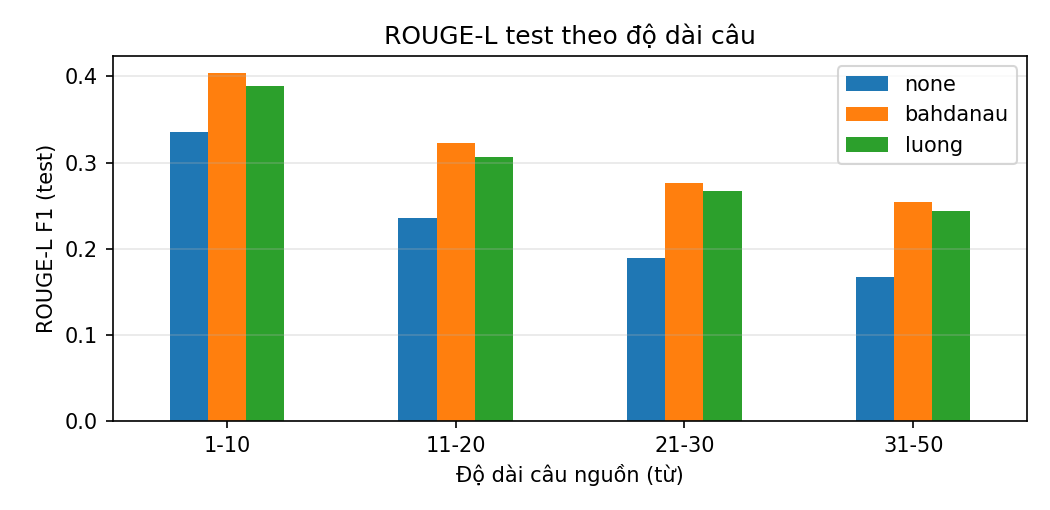 ROUGE-L test theo độ dài câu
ROUGE-L F1 (test)
0.4
0.3
0.2
0.1
0.0
none
bahdanau
luong
1-10
11-20
21-30
31-50
Độ dài câu nguồn (từ)